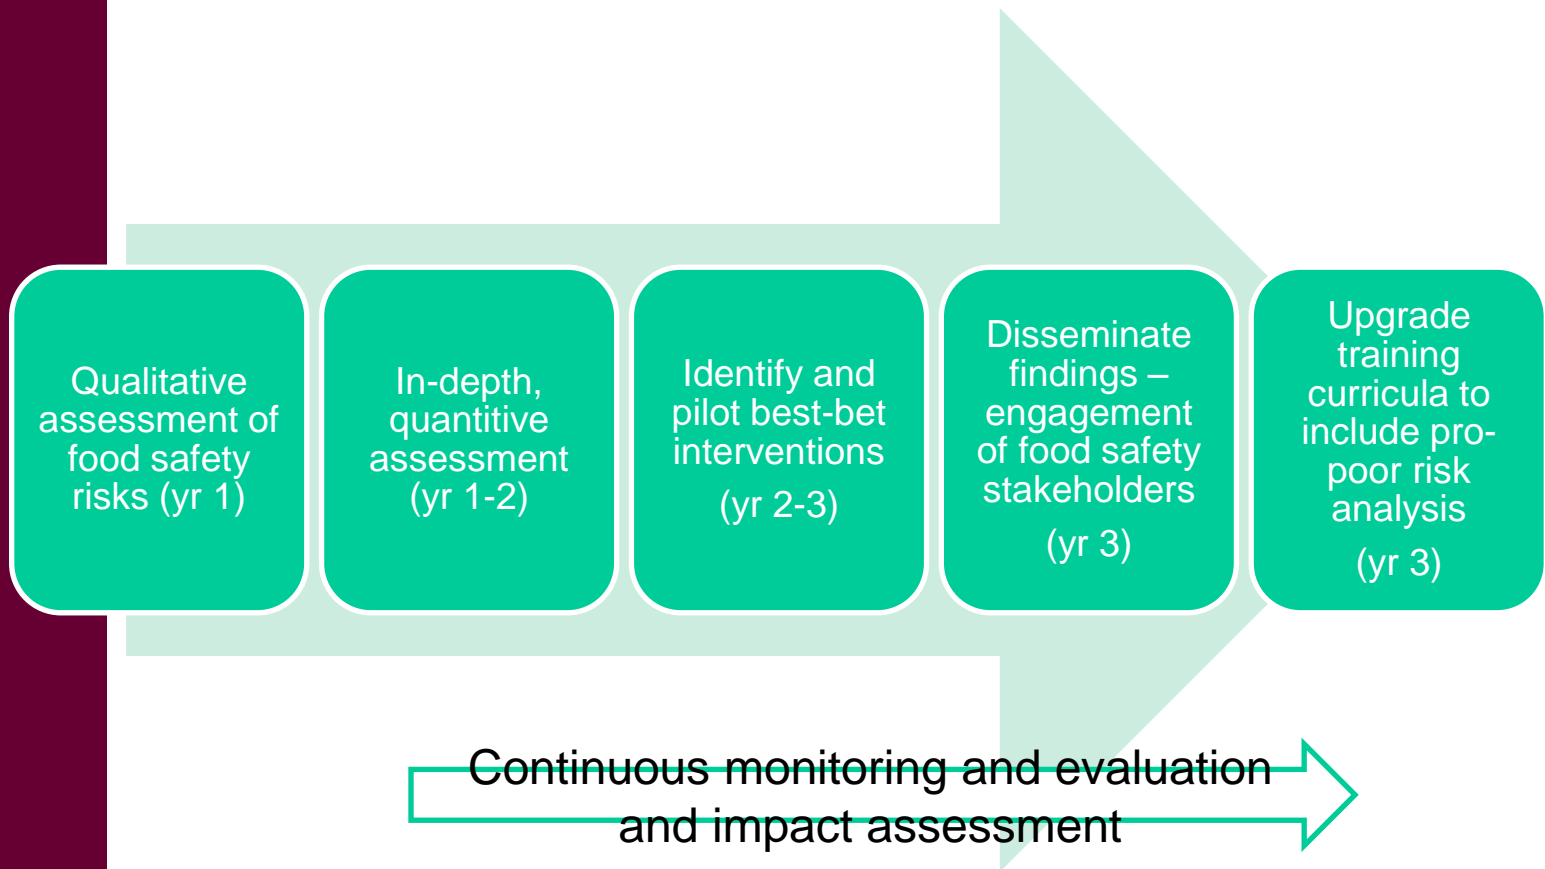 Qualitative
assessment of
food safety
risks (yr 1)
In-depth,
quantitive
assessment
(yr 1-2)
Identify and
pilot best-bet
interventions
(yr 2-3)
Disseminate
findings –
engagement
of food safety
stakeholders
(yr 3)
Upgrade
training
curricula to
include pro-
poor risk
analysis
(yr 3)
Continuous monitoring and evaluation
and impact assessment